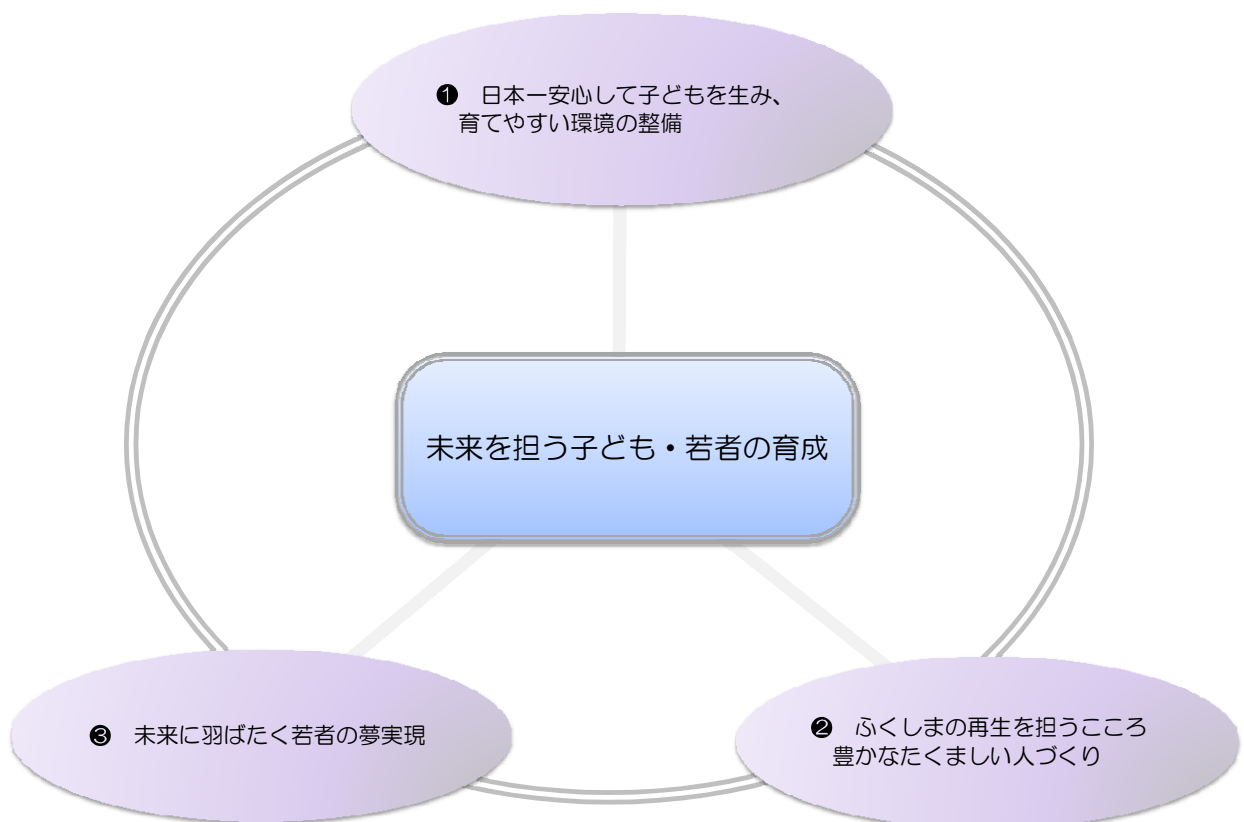 ❶　日本一安心して子どもを生み、
育てやすい環境の整備
未来を担う子ども・若者の育成
❸　未来に羽ばたく若者の夢実現
❷　ふくしまの再生を担うこころ
豊かなたくましい人づくり